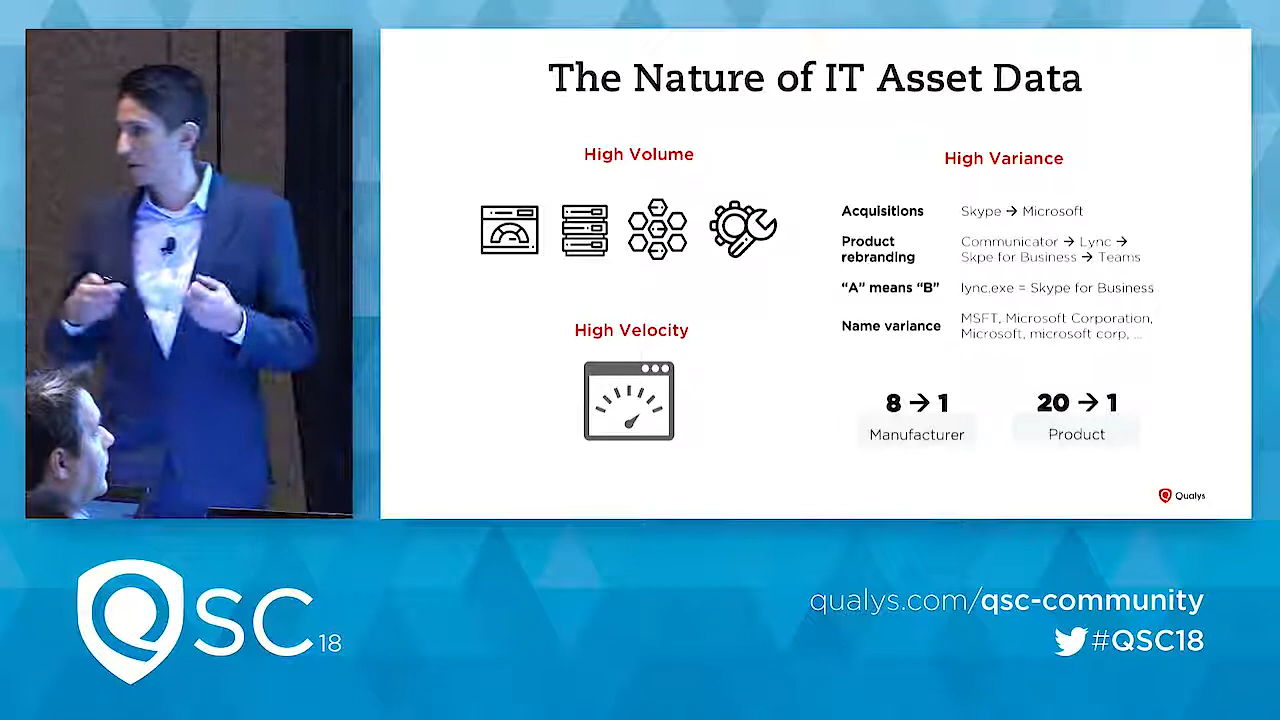 The Nature of IT Asset Data
High Volume
High Velocity
High Variance
Acquisitions Skype → Microsoft
Product rebranding Communicator → Lync →
Skpe for Business → Teams
“A” means “B” lync.exe = Skype for Business
Name variance MSFT, Microsoft Corporation,
Microsoft, microsoft corp, ...
8 → 1 20 → 1
Manufacturer Product
Qualys
QSC 18
qualys.com/qsc-community
#QSC18